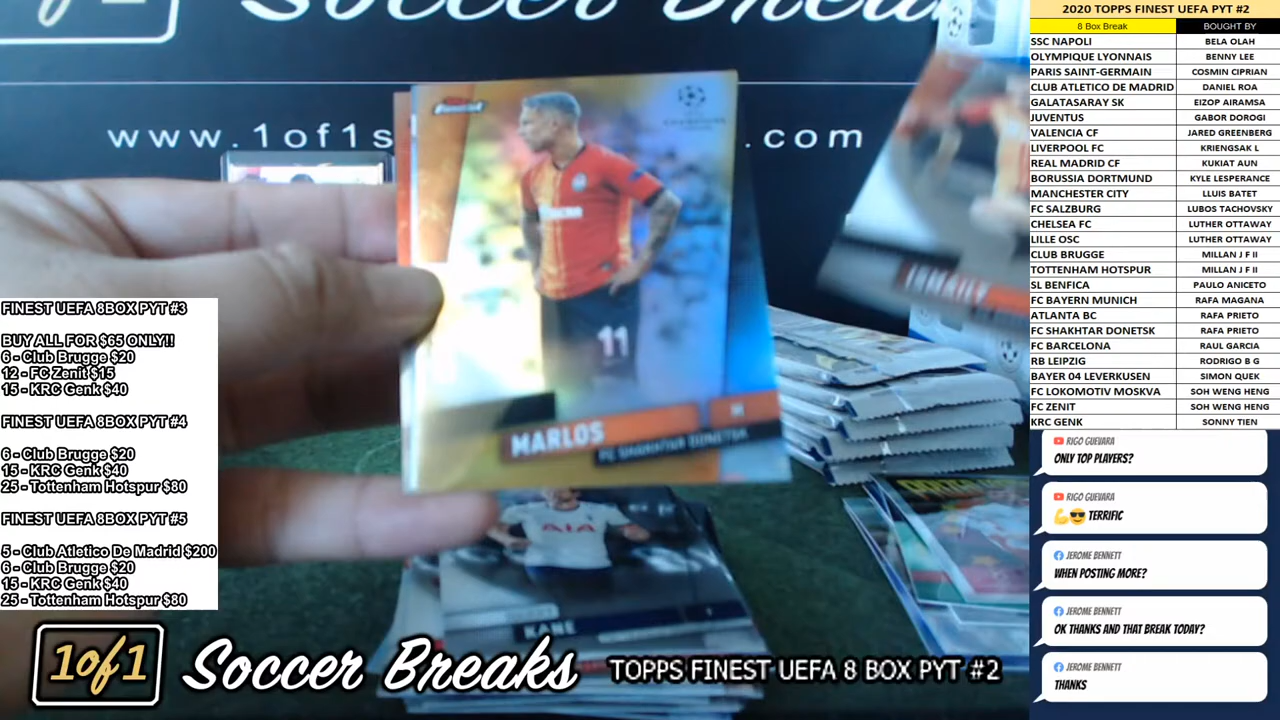 Soccer Breaks
www.1of1s
.com
Finest
MARLOS
FC SHAKHTAR DONETSK
11
ISMAILY
AIA
KANE
FINEST UEFA 8BOX PYT #3
BUY ALL FOR $65 ONLY!!
6 - Club Brugge $20
12 - FC Zenit $15
15 - KRC Genk $40
FINEST UEFA 8BOX PYT #4
6 - Club Brugge $20
15 - KRC Genk $40
25 - Tottenham Hotspur $80
FINEST UEFA 8BOX PYT #5
5 - Club Atletico De Madrid $200
6 - Club Brugge $20
15 - KRC Genk $40
25 - Tottenham Hotspur $80
1of1 Soccer Breaks TOPPS FINEST UEFA 8 BOX PYT #2
2020 TOPPS FINEST UEFA PYT #2
8 Box Break BOUGHT BY
SSC NAPOLI BELA OLAH
OLYMPIQUE LYONNAIS BENNY LEE
PARIS SAINT-GERMAIN COSMIN CIPRIAN
CLUB ATLETICO DE MADRID DANIEL ROA
GALATASARAY SK EIZOP AIRAMSA
JUVENTUS GABOR DOROGI
VALENCIA CF JARED GREENBERG
LIVERPOOL FC KRIENGSAK L
REAL MADRID CF KUKIAT AUN
BORUSSIA DORTMUND KYLE LESPERANCE
MANCHESTER CITY LLUIS BATET
FC SALZBURG LUBOS TACHOVSKY
CHELSEA FC LUTHER OTTAWAY
LILLE OSC LUTHER OTTAWAY
CLUB BRUGGE MILLAN J F II
TOTTENHAM HOTSPUR MILLAN J F II
SL BENFICA PAULO ANICETO
FC BAYERN MUNICH RAFA MAGANA
ATLANTA BC RAFA PRIETO
FC SHAKHTAR DONETSK RAFA PRIETO
FC BARCELONA RAUL GARCIA
RB LEIPZIG RODRIGO B G
BAYER 04 LEVERKUSEN SIMON QUEK
FC LOKOMOTIV MOSKVA SOH WENG HENG
FC ZENIT SOH WENG HENG
KRC GENK SONNY TIEN
RIGO GUEVARA
ONLY TOP PLAYERS?
RIGO GUEVARA
💪😎 TERRIFIC
JEROME BENNETT
WHEN POSTING MORE?
JEROME BENNETT
OK THANKS AND THAT BREAK TODAY?
JEROME BENNETT
THANKS